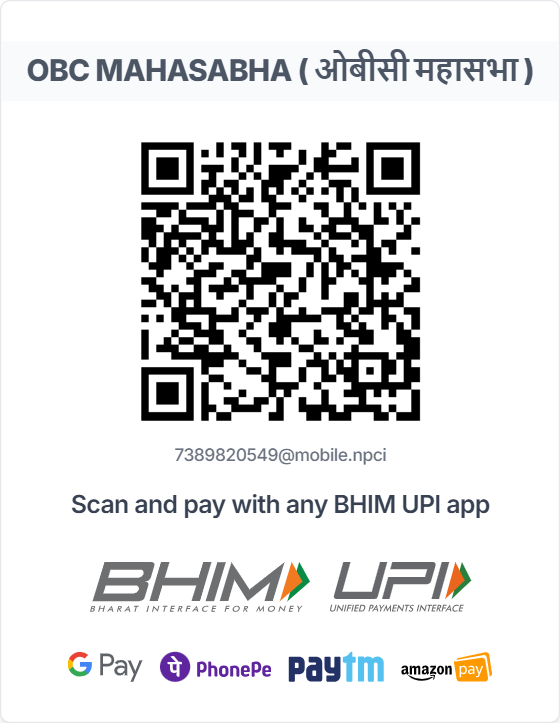 OBC MAHASABHA ( ओबीसी महासभा )
7389820549@mobile.npci
Scan and pay with any BHIM UPI app
BHIM UPI
BHARAT INTERFACE FOR MONEY UNIFIED PAYMENTS INTERFACE
G Pay PhonePe paytm amazon pay